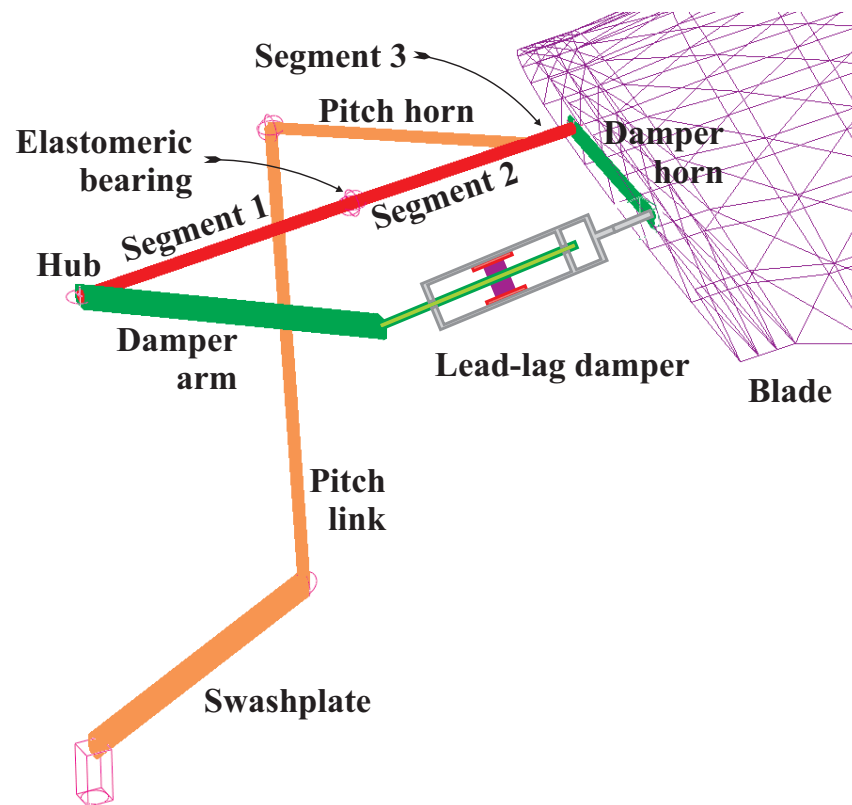 Segment 3
Pitch horn
Elastomeric
bearing
Damper
horn
Segment 1
Segment 2
Hub
Damper
arm
Lead-lag damper
Blade
Pitch
link
Swashplate